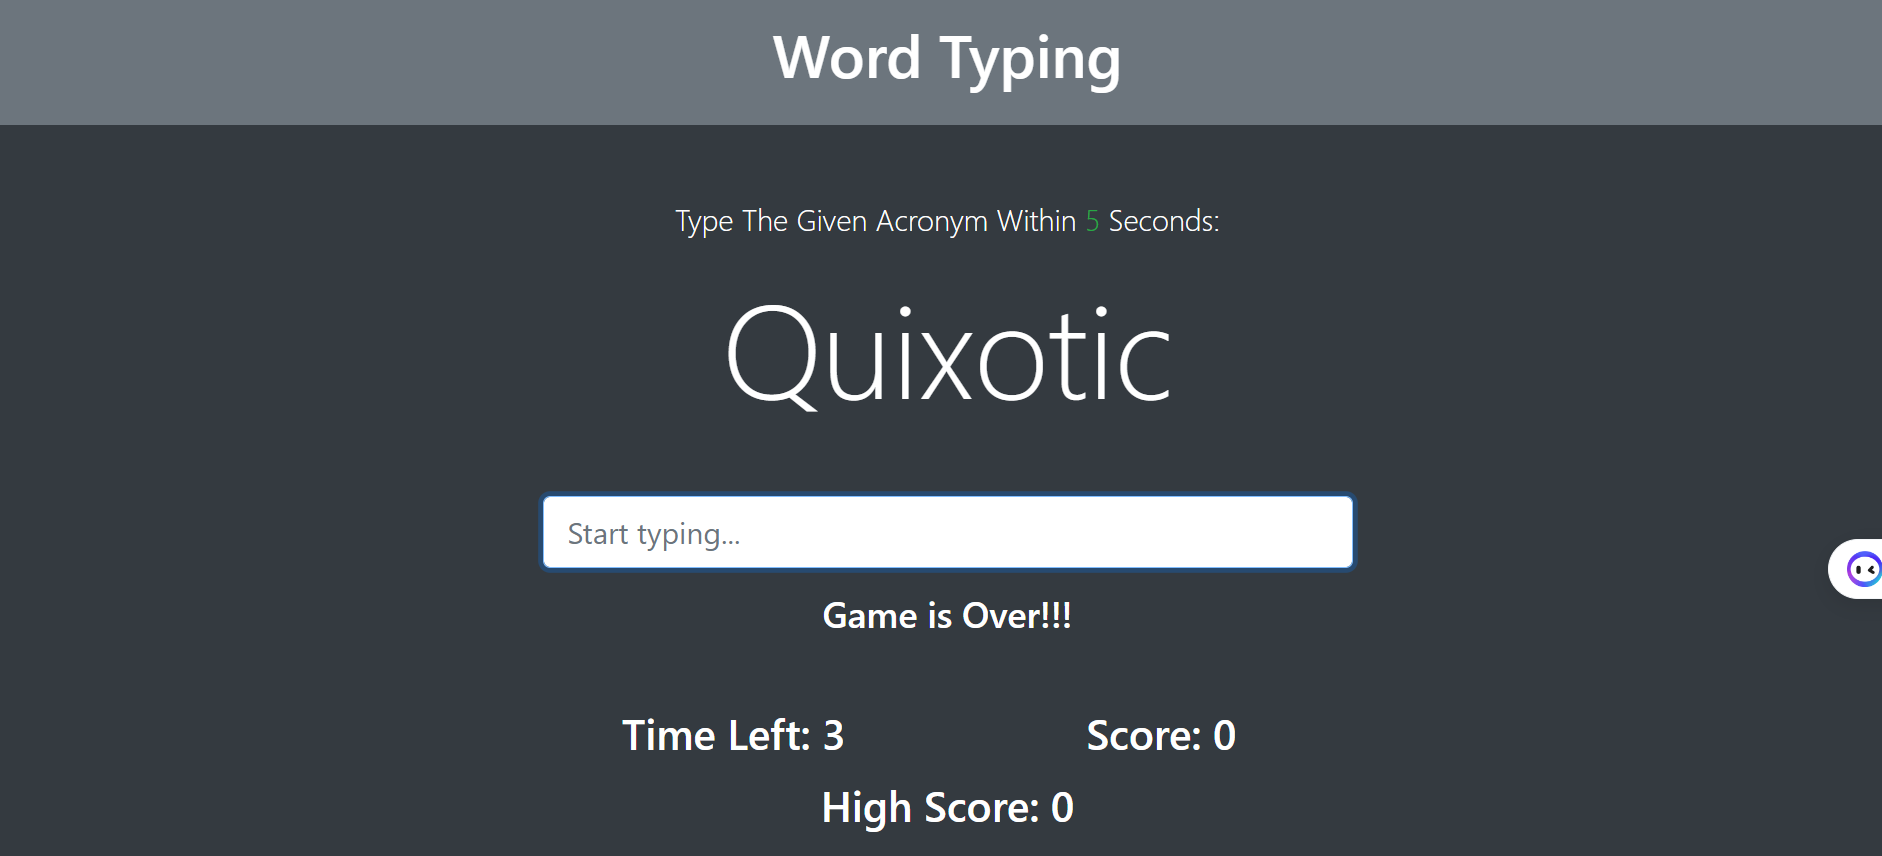 Word Typing
Type The Given Acronym Within 5 Seconds:
Quixotic
Start typing...
Game is Over!!!
Time Left: 3
Score: 0
High Score: 0